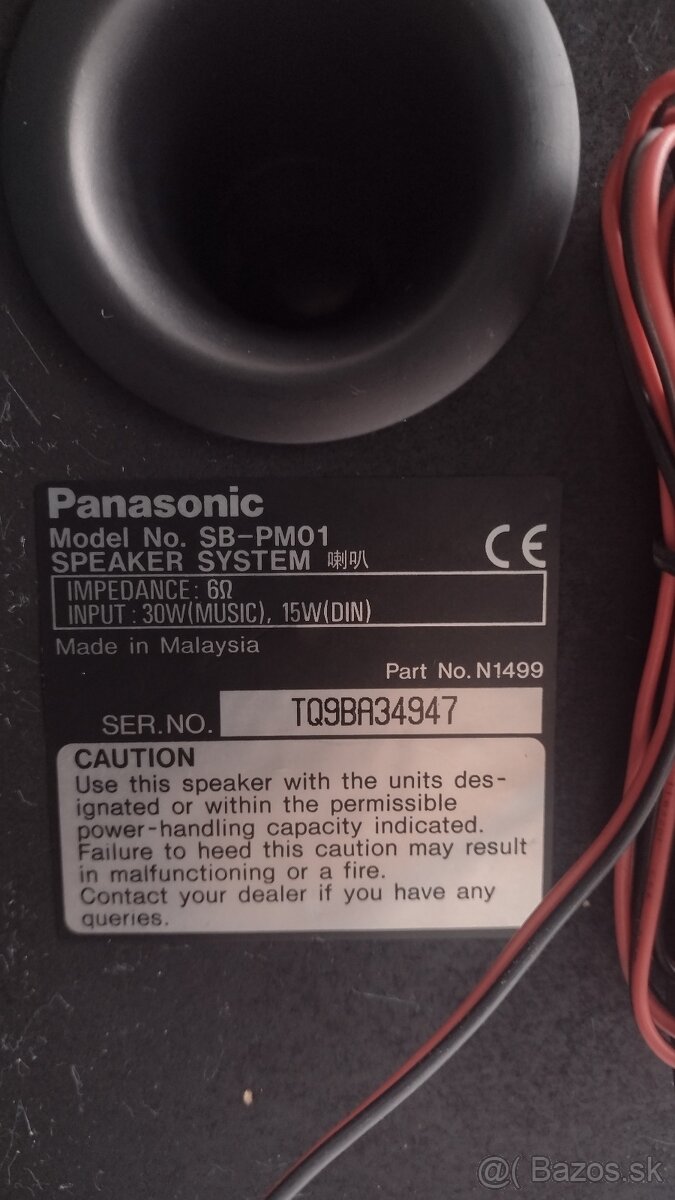 Panasonic
Model No. SB-PM01
SPEAKER SYSTEM 喇叭
CE
IMPEDANCE: 6Ω
INPUT : 30W(MUSIC), 15W(DIN)
Made in Malaysia
Part No. N1499
SER.NO. TQ9BA34947
CAUTION
Use this speaker with the units des-
ignated or within the permissible
power-handling capacity indicated.
Failure to heed this caution may result
in malfunctioning or a fire.
Contact your dealer if you have any
queries.
@( Bazos.sk